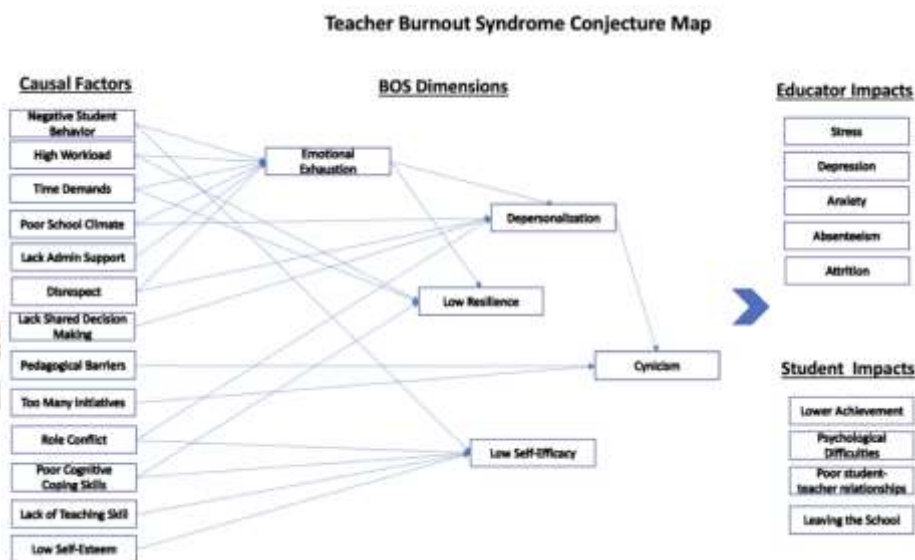 Teacher Burnout Syndrome Conjecture Map
Causal Factors
Negative Student
Behavior
High Workload
Time Demands
Poor School Climate
Lack Admin Support
Disrespect
Lack Shared Decision
Making
Pedagogical Barriers
Too Many Initiatives
Role Conflict
Poor Cognitive
Coping Skills
Lack of Teaching Skill
Low Self-Esteem
BOS Dimensions
Emotional
Exhaustion
Depersonalization
Low Resilience
Cynicism
Low Self-Efficacy
Educator Impacts
Stress
Depression
Anxiety
Absenteeism
Attrition
Student Impacts
Lower Achievement
Psychological
Difficulties
Poor student-
teacher relationships
Leaving the School